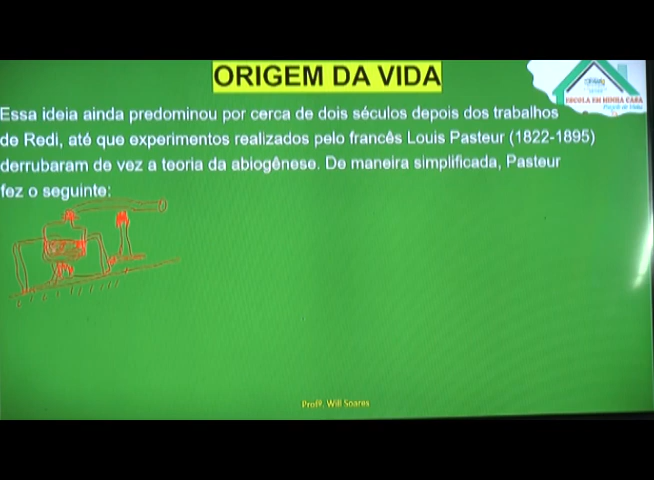 ORIGEM DA VIDA
ESCOLA EM MINHA CASA
Essa ideia ainda predominou por cerca de dois séculos depois dos trabalhos
de Redi, até que experimentos realizados pelo francês Louis Pasteur (1822-1895)
derrubaram de vez a teoria da abiogênese. De maneira simplificada, Pasteur
fez o seguinte:
Profº. Will Soares